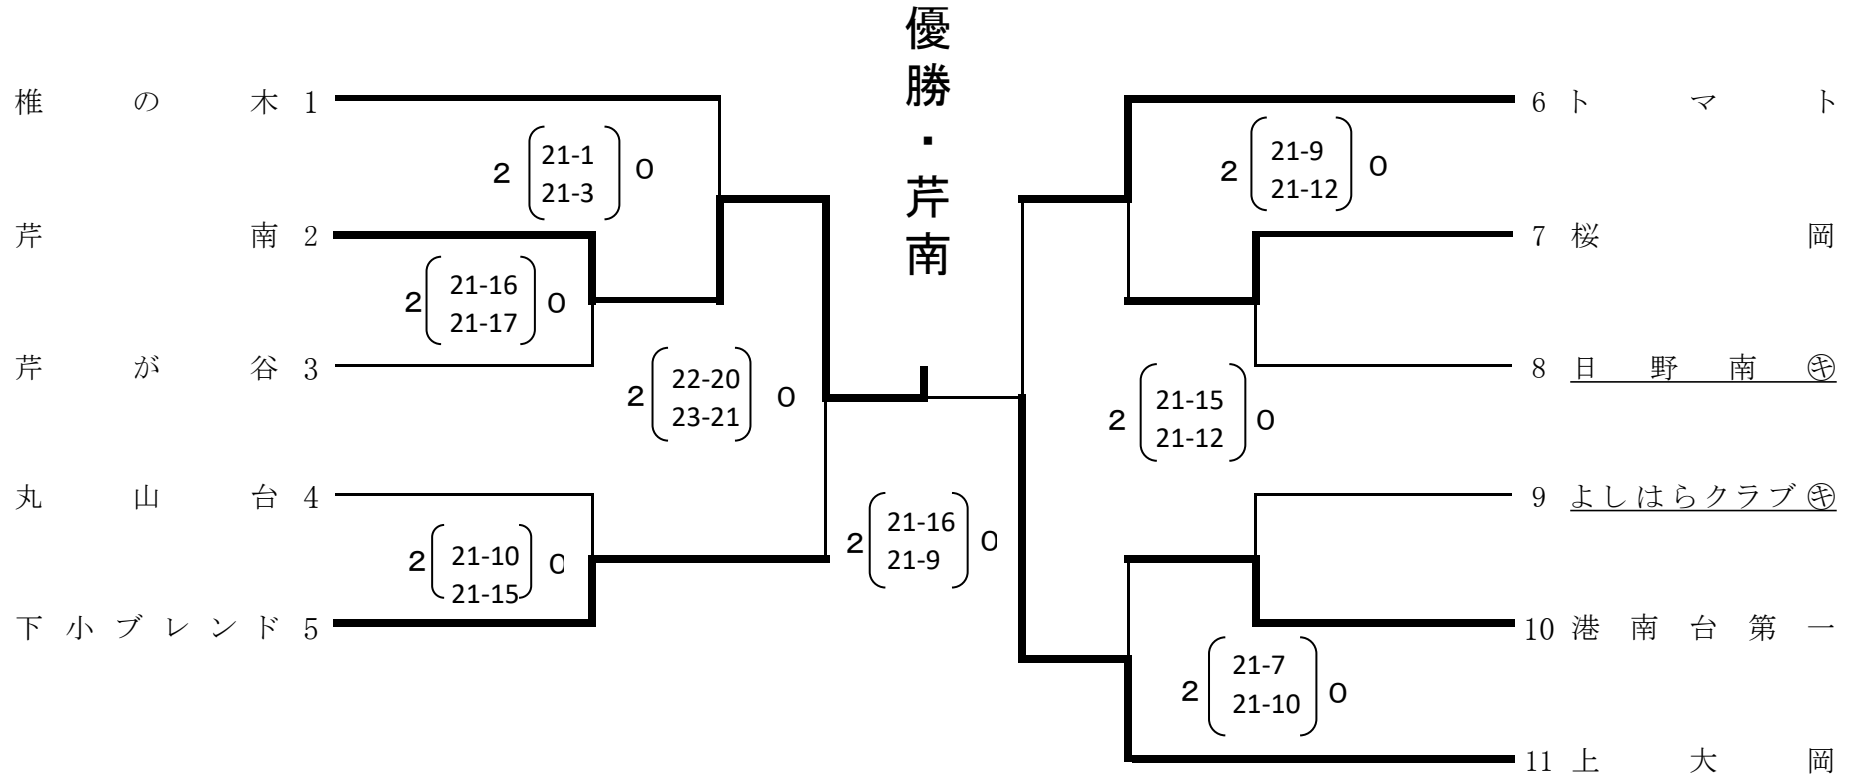 優勝・芹南
椎の木 1
2 21-1 0
21-3
芹南 2
2 21-16 0
21-17
芹が谷 3
2 22-20 0
23-21
丸山台 4
2 21-10 0
21-15
下小ブレンド 5
2 21-16 0
21-9
6 トマト
2 21-9 0
21-12
7 桜岡
8 日野南㋖
2 21-15 0
21-12
9 よしはらクラブ㋖
10 港南台第一
2 21-7 0
21-10
11 上大岡